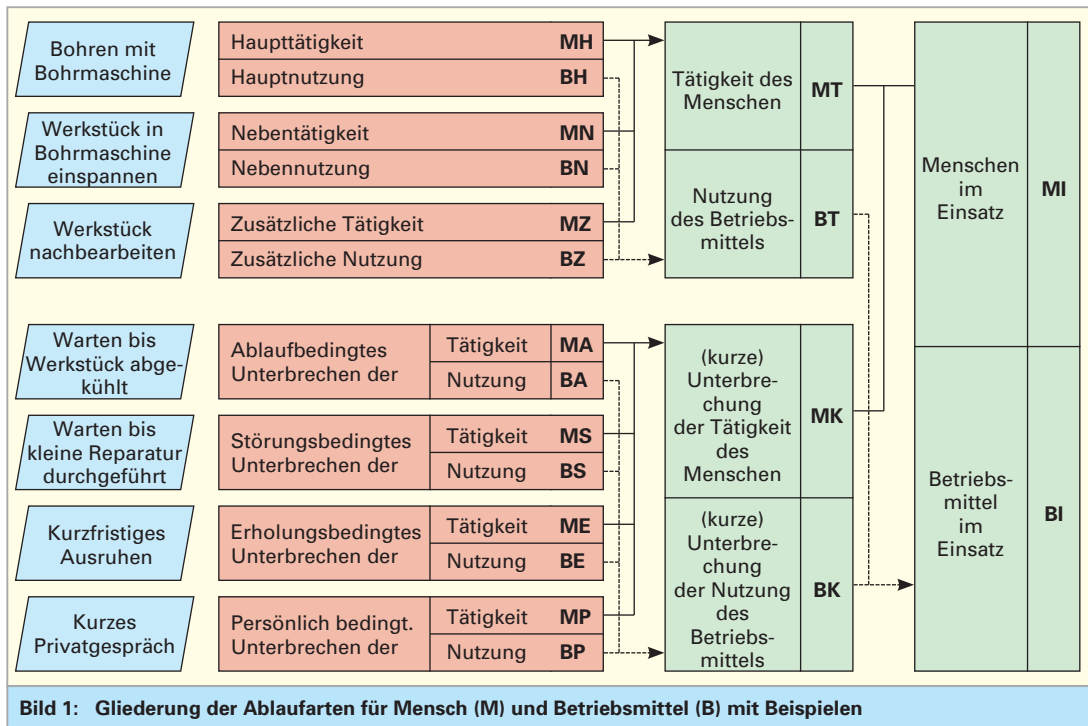 Bohren mit
Bohrmaschine
Haupttätigkeit MH
Hauptnutzung BH
Werkstück in
Bohrmaschine
einspannen
Nebentätigkeit MN
Nebennutzung BN
Werkstück
nachbearbeiten
Zusätzliche Tätigkeit MZ
Zusätzliche Nutzung BZ
Tätigkeit des
Menschen
MT
Nutzung
des Betriebs-
mittels
BT
Menschen
im
Einsatz
MI
Warten bis
Werkstück abge-
kühlt
Ablaufbedingtes
Unterbrechen der
Tätigkeit MA
Nutzung BA
Warten bis
kleine Reparatur
durchgeführt
Störungsbedingtes
Unterbrechen der
Tätigkeit MS
Nutzung BS
Kurzfristiges
Ausruhen
Erholungsbedingtes
Unterbrechen der
Tätigkeit ME
Nutzung BE
Kurzes
Privatgespräch
Persönlich bedingt.
Unterbrechen der
Tätigkeit MP
Nutzung BP
(kurze)
Unterbre-
chung
der Tätigkeit
des
Menschen
MK
(kurze)
Unterbre-
chung
der Nutzung
des
Betriebs-
mittels
BK
Betriebs-
mittel
im
Einsatz
BI
Bild 1: Gliederung der Ablaufarten für Mensch (M) und Betriebsmittel (B) mit Beispielen